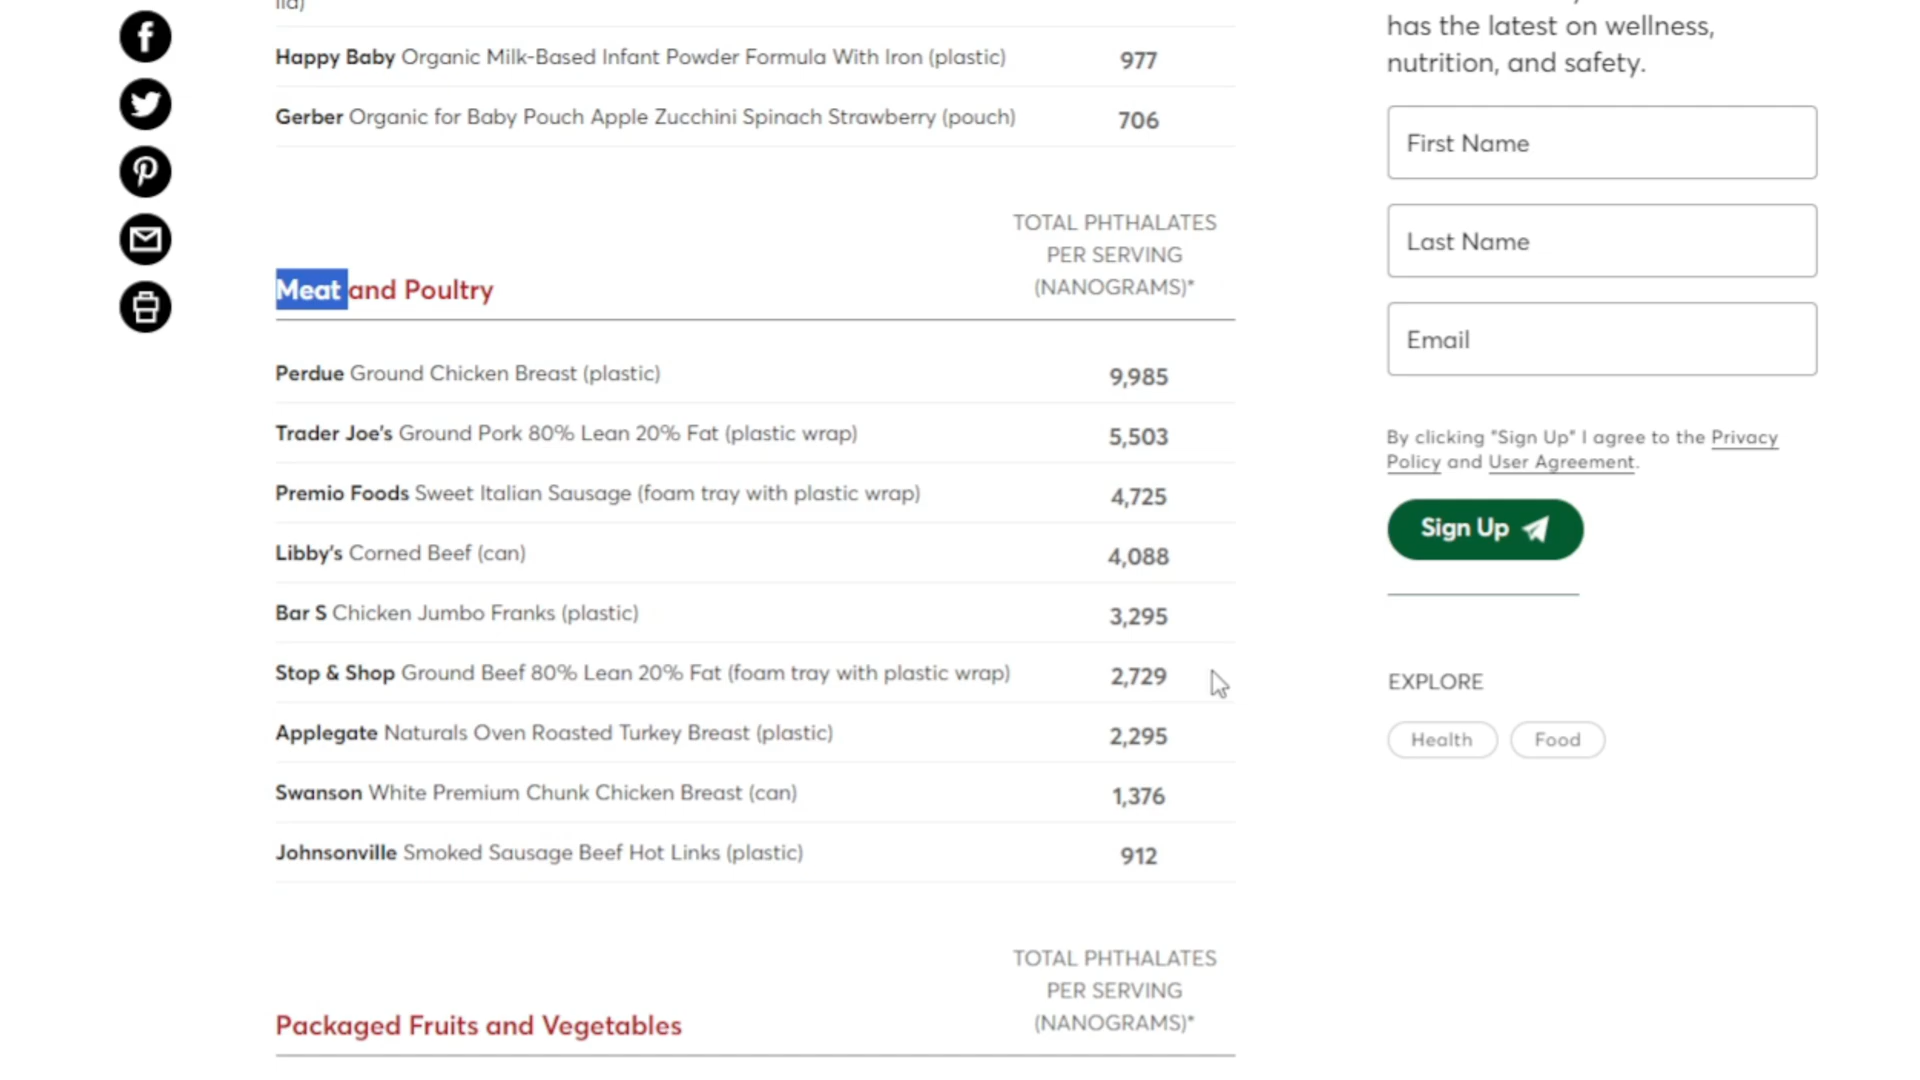 lid)
Happy Baby Organic Milk-Based Infant Powder Formula With Iron (plastic) 977
Gerber Organic for Baby Pouch Apple Zucchini Spinach Strawberry (pouch) 706
TOTAL PHTHALATES
PER SERVING
(NANOGRAMS)*
Meat and Poultry
Perdue Ground Chicken Breast (plastic) 9,985
Trader Joe's Ground Pork 80% Lean 20% Fat (plastic wrap) 5,503
Premio Foods Sweet Italian Sausage (foam tray with plastic wrap) 4,725
Libby's Corned Beef (can) 4,088
Bar S Chicken Jumbo Franks (plastic) 3,295
Stop & Shop Ground Beef 80% Lean 20% Fat (foam tray with plastic wrap) 2,729
Applegate Naturals Oven Roasted Turkey Breast (plastic) 2,295
Swanson White Premium Chunk Chicken Breast (can) 1,376
Johnsonville Smoked Sausage Beef Hot Links (plastic) 912
TOTAL PHTHALATES
PER SERVING
(NANOGRAMS)*
Packaged Fruits and Vegetables
has the latest on wellness,
nutrition, and safety.
First Name
Last Name
Email
By clicking "Sign Up" I agree to the Privacy
Policy and User Agreement.
Sign Up
EXPLORE
Health Food